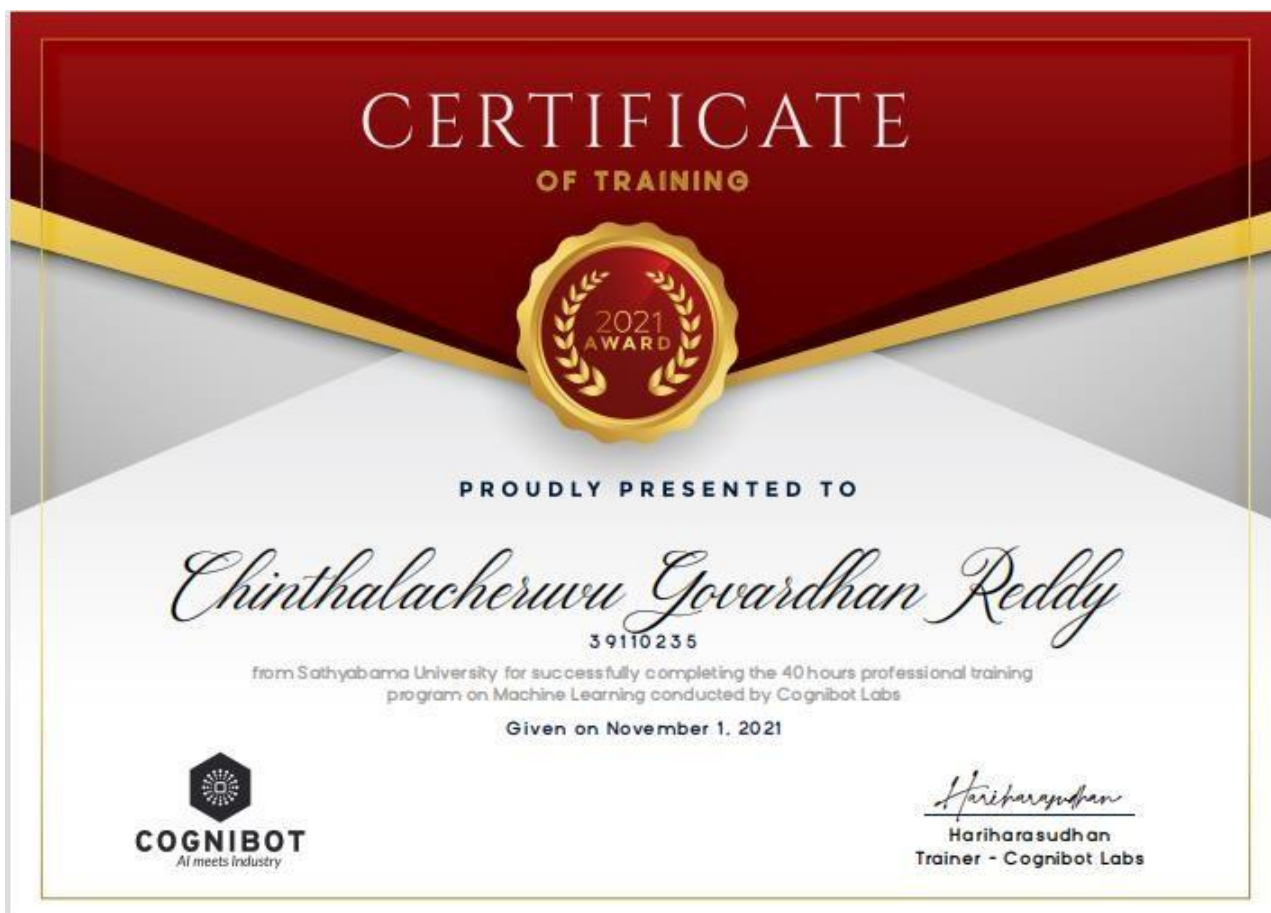 CERTIFICATE
OF TRAINING
2021
AWARD
PROUDLY PRESENTED TO
Chinthalacheruvu Govardhan Reddy
39110235
from Sathyabama University for successfully completing the 40 hours professional training
program on Machine Learning conducted by Cognibot Labs
Given on November 1, 2021
COGNIBOT
AI meets Industry
Hariharasudhan
Hariharasudhan
Trainer - Cognibot Labs